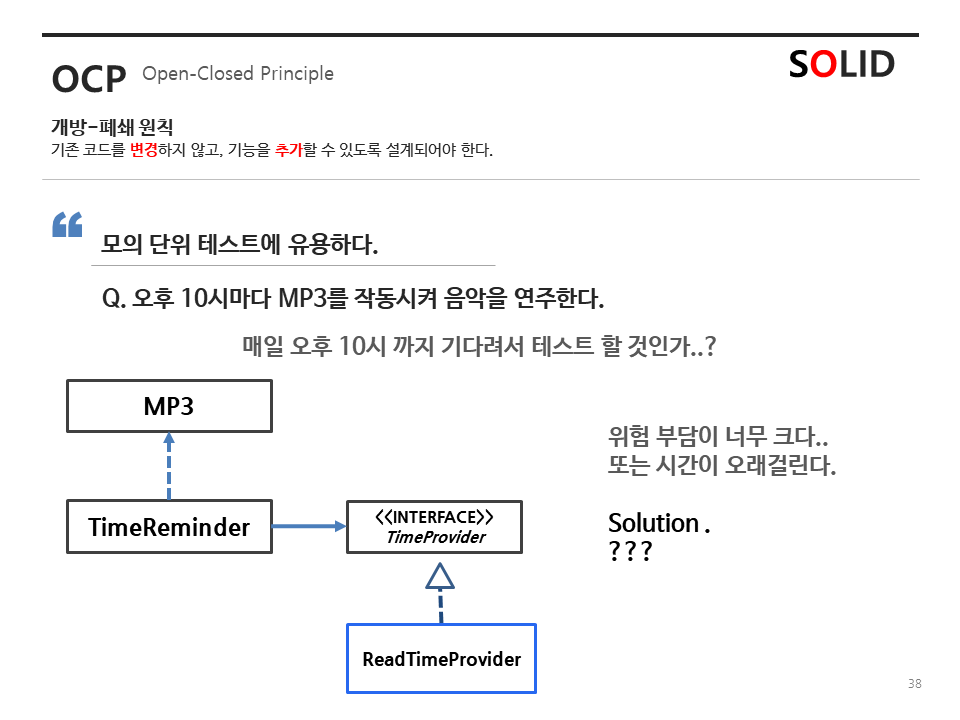 OCP Open-Closed Principle
SOLID
개방-폐쇄 원칙
기존 코드를 변경하지 않고, 기능을 추가할 수 있도록 설계되어야 한다.
“
모의 단위 테스트에 유용하다.
Q. 오후 10시마다 MP3를 작동시켜 음악을 연주한다.
매일 오후 10시 까지 기다려서 테스트 할 것인가..?
MP3
위험 부담이 너무 크다..
또는 시간이 오래걸린다.
TimeReminder
<<INTERFACE>>
TimeProvider
Solution .
???
ReadTimeProvider
38